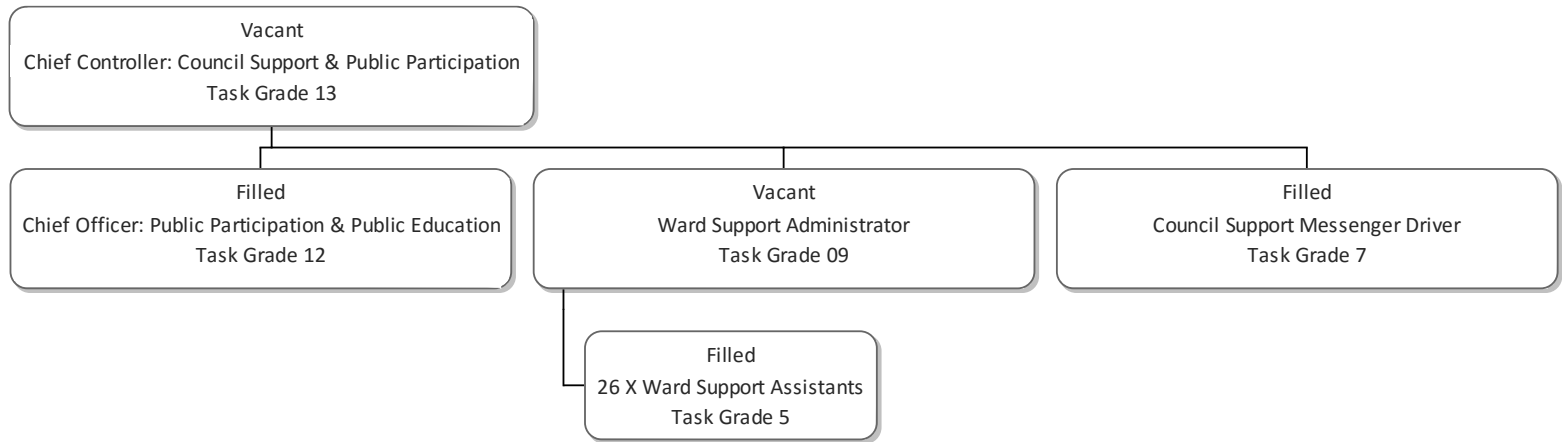 Vacant
Chief Controller: Council Support & Public Participation
Task Grade 13
Filled
Chief Officer: Public Participation & Public Education
Task Grade 12
Vacant
Ward Support Administrator
Task Grade 09
Filled
Council Support Messenger Driver
Task Grade 7
Filled
26 X Ward Support Assistants
Task Grade 5